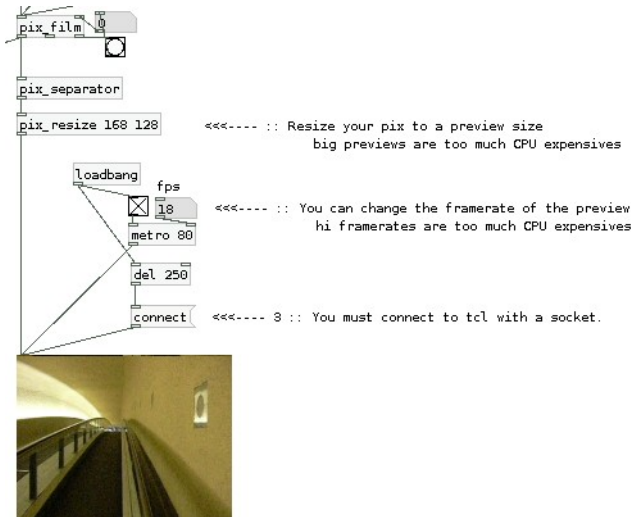 pix_film
0
pix_separator
pix_resize 168 128
<<<---- :: Resize your pix to a preview size
big previews are too much CPU expensives
loadbang
fps
18
<<<---- :: You can change the framerate of the preview
hi framerates are too much CPU expensives
metro 80
del 250
connect
<<<---- 3 :: You must connect to tcl with a socket.